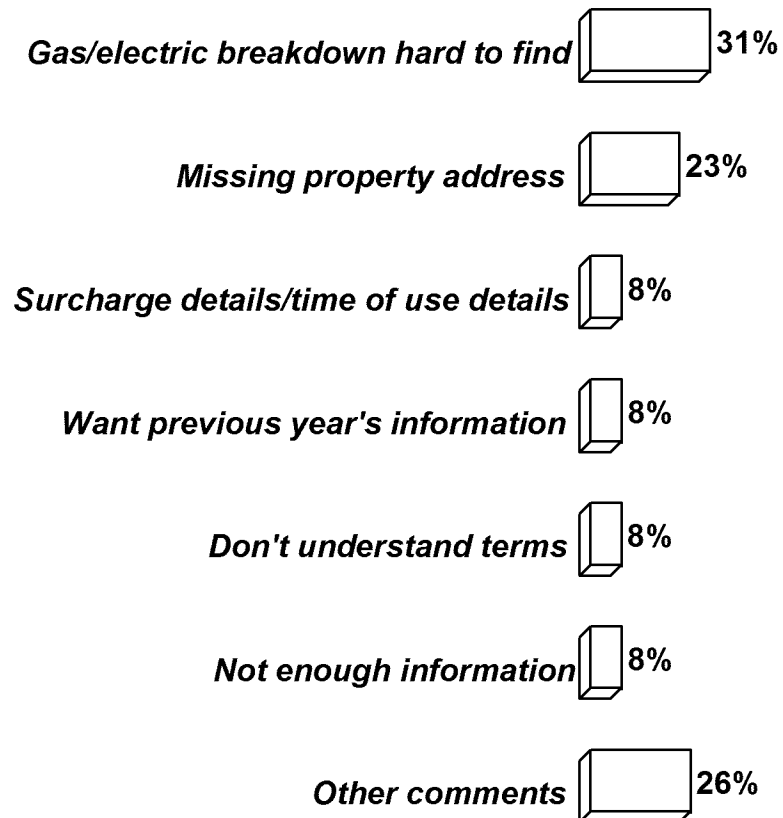 Gas/electric breakdown hard to find 31%
Missing property address 23%
Surcharge details/time of use details 8%
Want previous year's information 8%
Don't understand terms 8%
Not enough information 8%
Other comments 26%